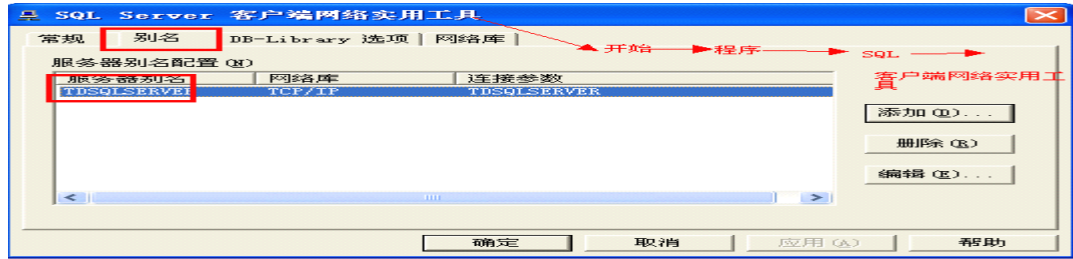 SQL Server 客户端网络实用工具
常规 别名 DB-Library 选项 网络库
开始 程序 SQL
客户端网络实用工具
服务器别名配置(N)
服务器别名 网络库 连接参数
TDSQLSERVER TCP/IP TDSQLSERVER
添加(D)...
删除(R)
编辑(E)...
确定 取消 应用(A) 帮助